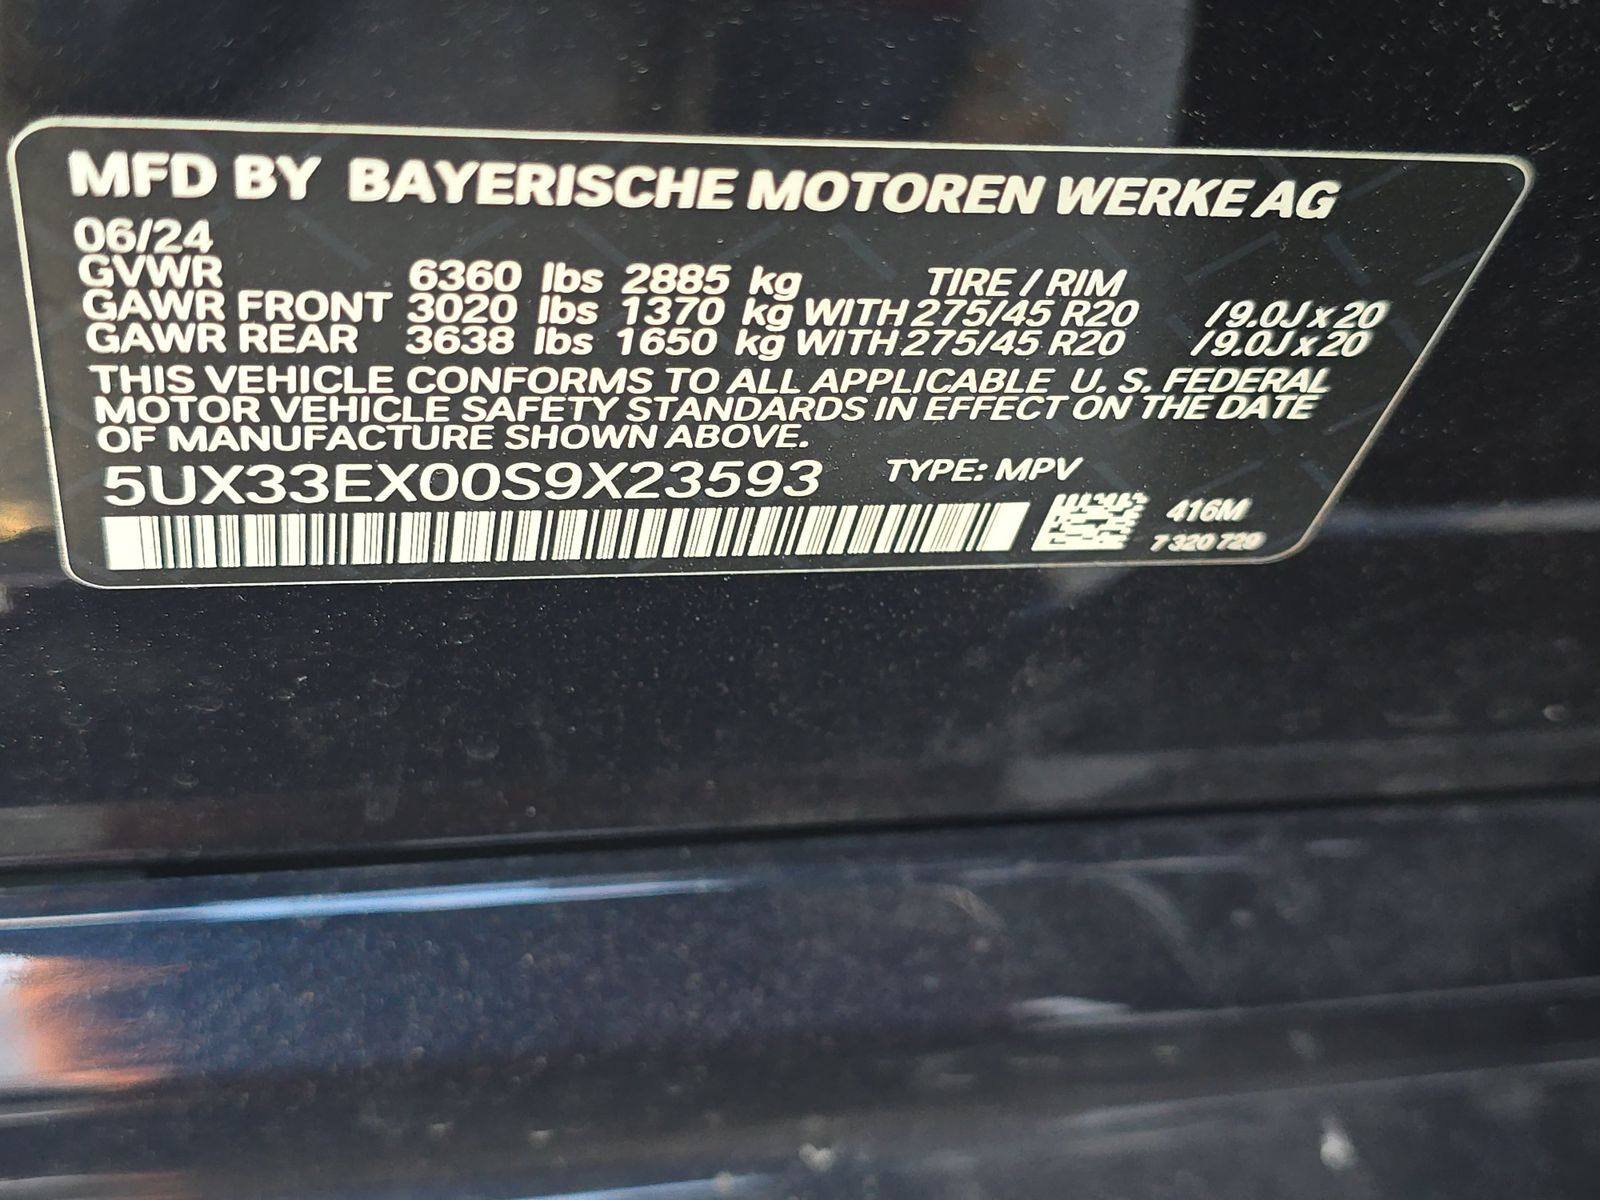 MFD BY BAYERISCHE MOTOREN WERKE AG
06/24
GVWR 6360 lbs 2885 kg TIRE / RIM
GAWR FRONT 3020 lbs 1370 kg WITH 275/45 R20 /9.0J x 20
GAWR REAR 3638 lbs 1650 kg WITH 275/45 R20 /9.0J x 20
THIS VEHICLE CONFORMS TO ALL APPLICABLE U. S. FEDERAL
MOTOR VEHICLE SAFETY STANDARDS IN EFFECT ON THE DATE
OF MANUFACTURE SHOWN ABOVE.
5UX33EX00S9X23593 TYPE: MPV
416M
7 320 729